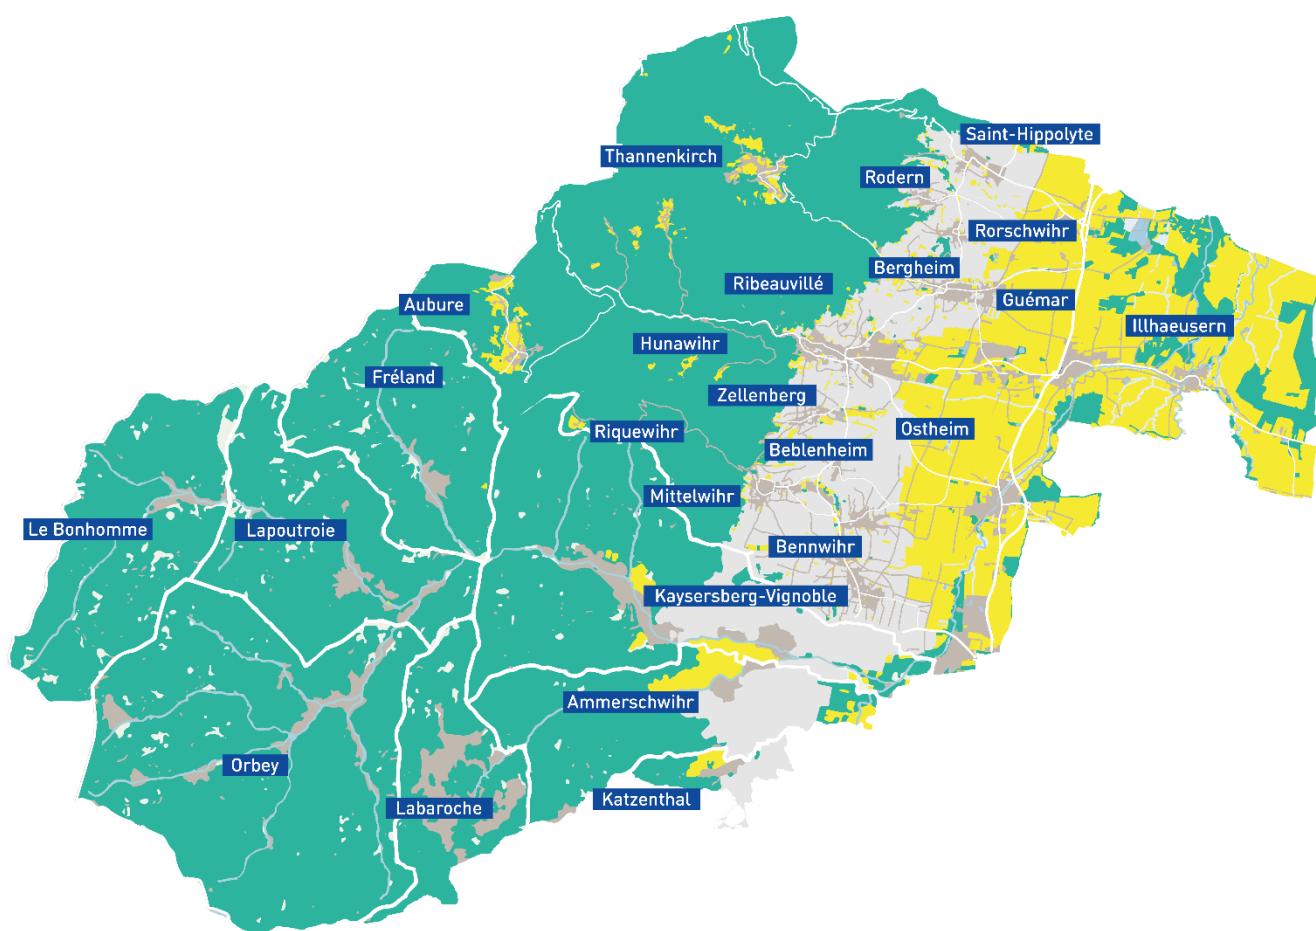 Saint-Hippolyte
Thannenkirch
Rodern
Rorschwihr
Bergheim
Ribeauvillé
Guémar
Aubure
Illhaeusern
Hunawihr
Fréland
Zellenberg
Ostheim
Riquewihr
Beblenheim
Mittelwihr
Le Bonhomme
Lapoutroie
Bennwihr
Kaysersberg-Vignoble
Ammerschwihr
Orbey
Katzenthal
Labaroche